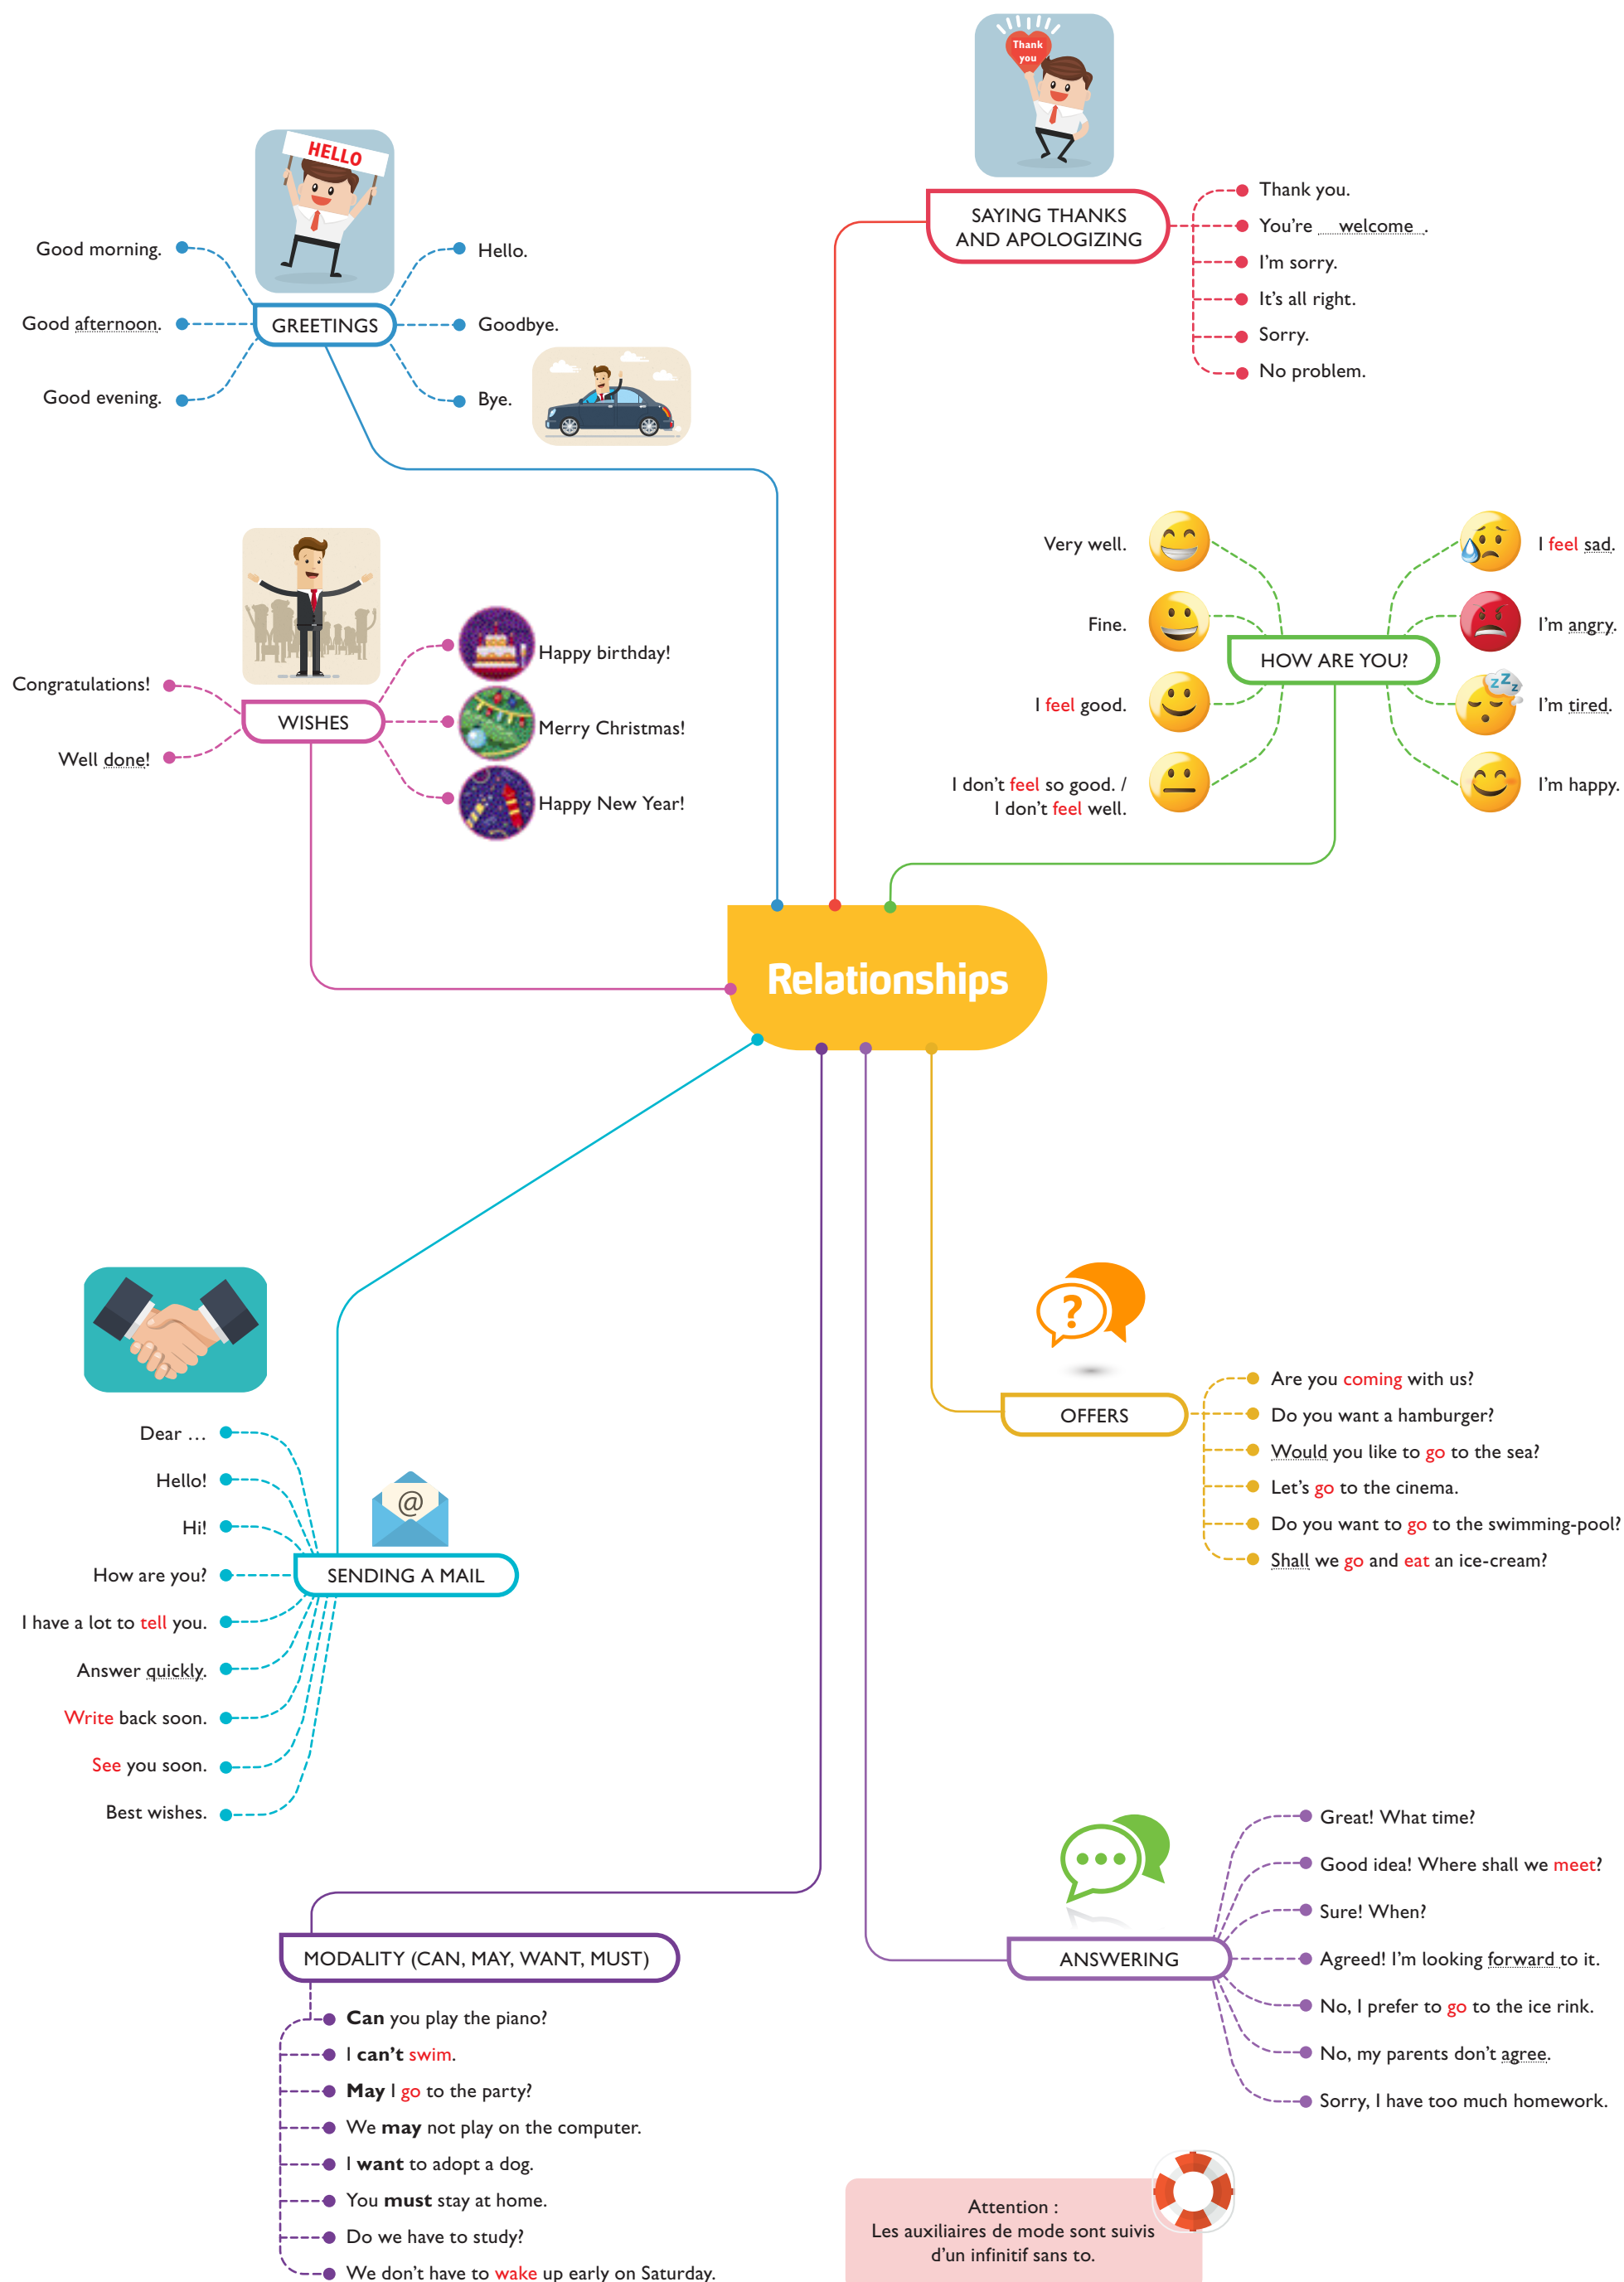 Thank
you
HELLO
SAYING THANKS
AND APOLOGIZING
Thank you.
You're welcome.
I'm sorry.
It's all right.
Sorry.
No problem.
GREETINGS
Good morning.
Good afternoon.
Good evening.
Hello.
Goodbye.
Bye.
WISHES
Congratulations!
Well done!
Happy birthday!
Merry Christmas!
Happy New Year!
HOW ARE YOU?
Very well.
Fine.
I feel good.
I don't feel so good. /
I don't feel well.
I feel sad.
I'm angry.
zzzz
I'm tired.
I'm happy.
Relationships
SENDING A MAIL
@
Dear …
Hello!
Hi!
How are you?
I have a lot to tell you.
Answer quickly.
Write back soon.
See you soon.
Best wishes.
?
OFFERS
Are you coming with us?
Do you want a hamburger?
Would you like to go to the sea?
Let's go to the cinema.
Do you want to go to the swimming-pool?
Shall we go and eat an ice-cream?
ANSWERING
Great! What time?
Good idea! Where shall we meet?
Sure! When?
Agreed! I'm looking forward to it.
No, I prefer to go to the ice rink.
No, my parents don't agree.
Sorry, I have too much homework.
MODALITY (CAN, MAY, WANT, MUST)
Can you play the piano?
I can't swim.
May I go to the party?
We may not play on the computer.
I want to adopt a dog.
You must stay at home.
Do we have to study?
We don't have to wake up early on Saturday.
Attention :
Les auxiliaires de mode sont suivis
d'un infinitif sans to.